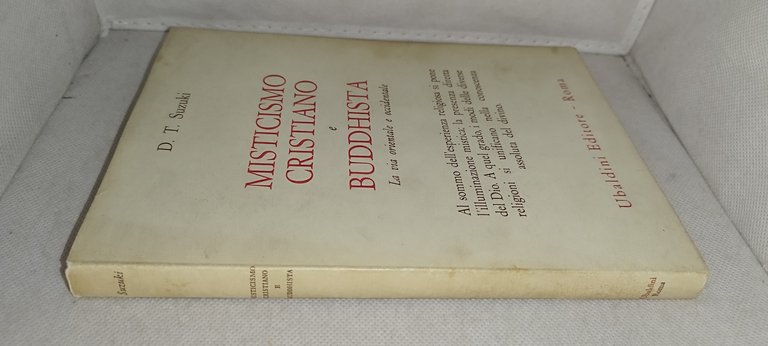 D. T. Suzuki
MISTICISMO
CRISTIANO
e
BUDDHISTA
La via orientale e occidentale
Al sommo dell'esperienza religiosa si pone
l'illuminazione mistica: la presenza diretta
del Dio. A quel grado, i modi delle diverse
religioni si unificano nella conoscenza
assoluta del divino.
Ubaldini Editore - Roma
Suzuki
MISTICISMO
CRISTIANO
E
BUDDHISTA
Ubaldini
Roma